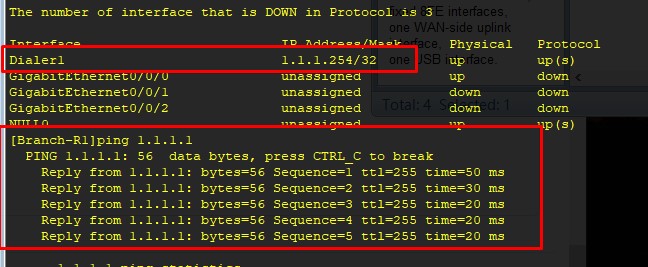 The number of interface that is DOWN in Protocol is 3
fixed 8FE interfaces,
one WAN-side uplink
interface,
one USB interface.
Interface IP Address/Mask Physical Protocol
Dialer1 1.1.1.254/32 up up(s)
GigabitEthernet0/0/0 unassigned up down
GigabitEthernet0/0/1 unassigned down down
GigabitEthernet0/0/2 unassigned down down
NULL0 unassigned up up(s)
Total: 4 Selected: 1
[Branch-R1]ping 1.1.1.1
PING 1.1.1.1: 56 data bytes, press CTRL_C to break
Reply from 1.1.1.1: bytes=56 Sequence=1 ttl=255 time=50 ms
Reply from 1.1.1.1: bytes=56 Sequence=2 ttl=255 time=30 ms
Reply from 1.1.1.1: bytes=56 Sequence=3 ttl=255 time=20 ms
Reply from 1.1.1.1: bytes=56 Sequence=4 ttl=255 time=20 ms
Reply from 1.1.1.1: bytes=56 Sequence=5 ttl=255 time=20 ms
1.1.1.1 ping statistics